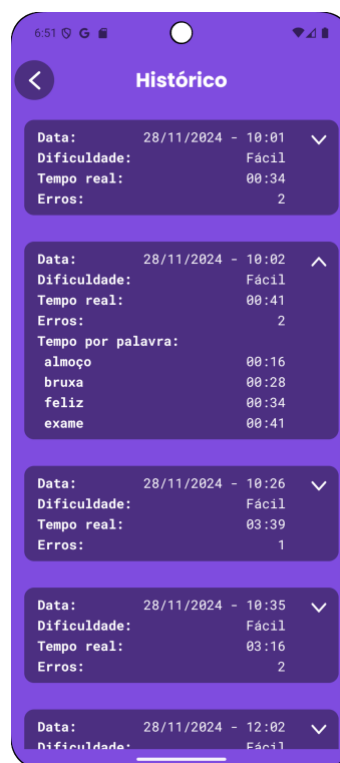 6:51 G
Histórico
Data: 28/11/2024 - 10:01
Dificuldade: Fácil
Tempo real: 00:34
Erros: 2
Data: 28/11/2024 - 10:02
Dificuldade: Fácil
Tempo real: 00:41
Erros: 2
Tempo por palavra:
almoço 00:16
bruxa 00:28
feliz 00:34
exame 00:41
Data: 28/11/2024 - 10:26
Dificuldade: Fácil
Tempo real: 03:39
Erros: 1
Data: 28/11/2024 - 10:35
Dificuldade: Fácil
Tempo real: 03:16
Erros: 2
Data: 28/11/2024 - 12:02
Dificuldade: Fácil